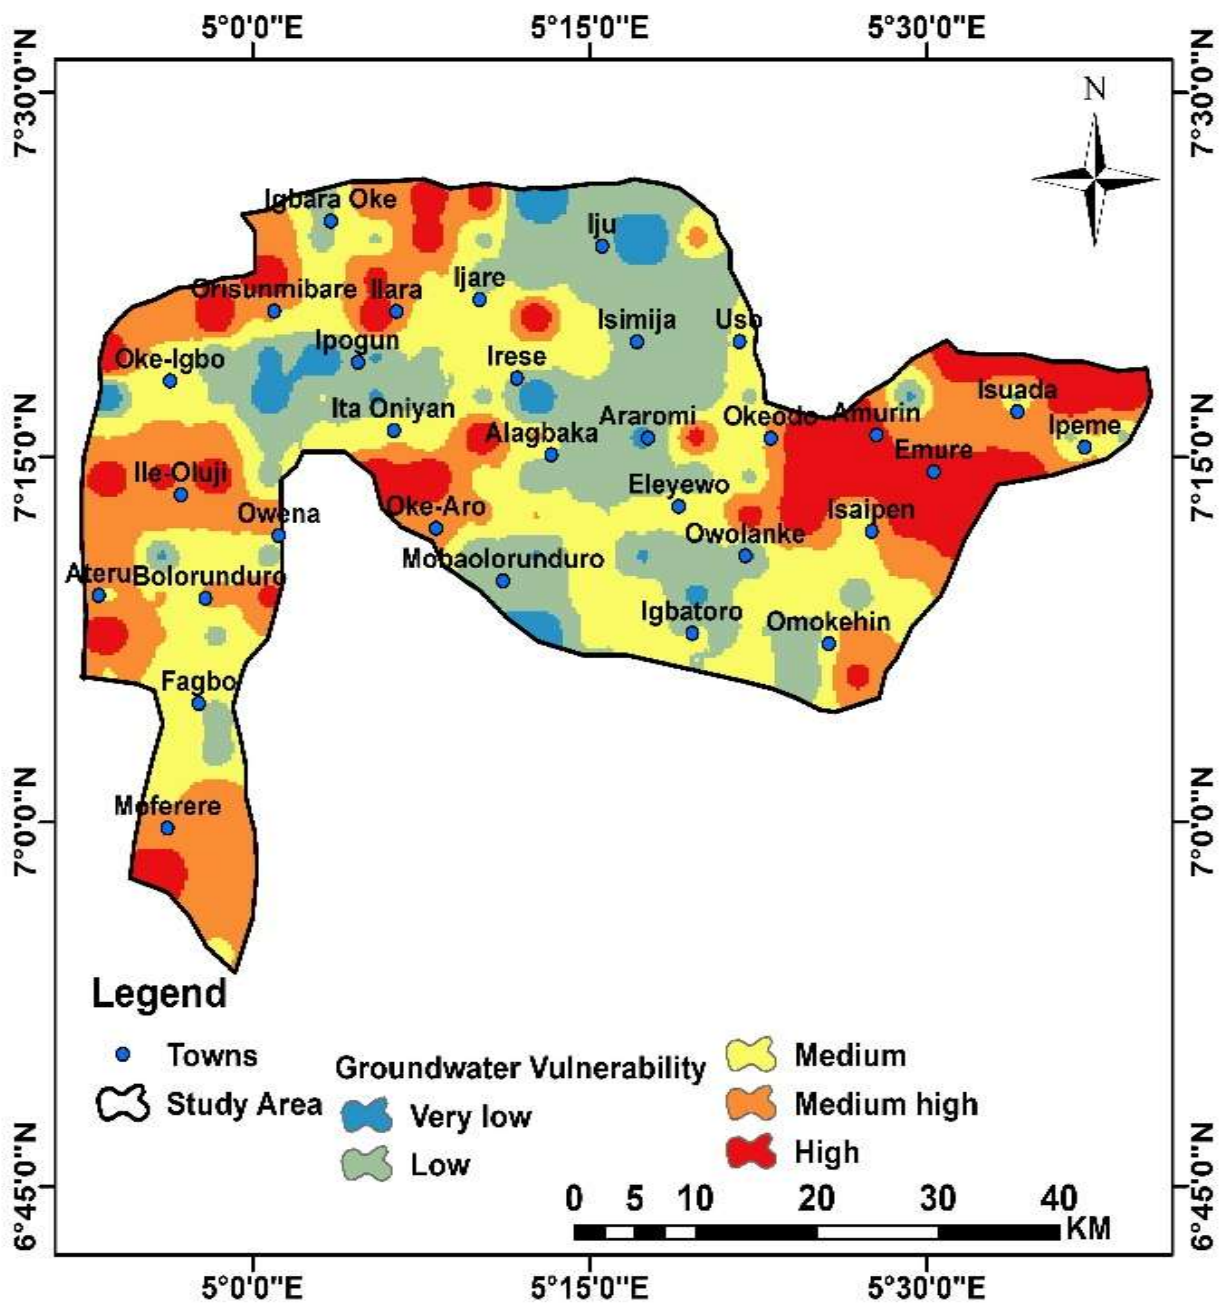 5°0'0"E 5°15'0"E 5°30'0"E
7°30'0"N 7°30'0"N
N
Igbara Oke
Iju
Ijare
Orisunmibare Ilara
Isimija Uso
Ipogun
Oke-Igbo Irese
Isuada
Ita Oniyan Araromi Okeodo Amurin
Alagbaka Ipeme
Emure
7°15'0"N 7°15'0"N
Ile-Oluji
Eleyewo
Oke-Aro
Owena Isaipen
Owolanke
Mobaolorunduro
Ateru Bolorunduro
Igbatoro
Omokehin
Fagbo
Moferere
7°0'0"N 7°0'0"N
Legend
Towns
Study Area
Groundwater Vulnerability
Very low
Low
Medium
Medium high
High
0 5 10 20 30 40
KM
6°45'0"N 6°45'0"N
5°0'0"E 5°15'0"E 5°30'0"E